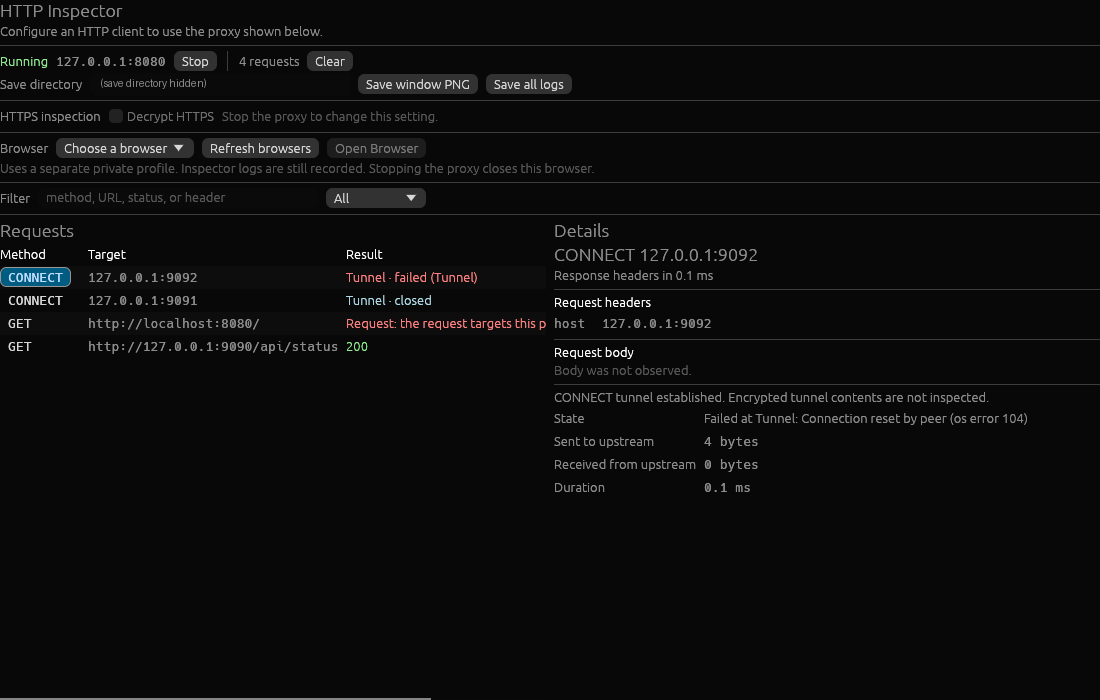 HTTP Inspector
Configure an HTTP client to use the proxy shown below.
Running 127.0.0.1:8080 Stop 4 requests Clear
Save directory (save directory hidden) Save window PNG Save all logs
HTTPS inspection Decrypt HTTPS Stop the proxy to change this setting.
Browser Choose a browser Refresh browsers Open Browser
Uses a separate private profile. Inspector logs are still recorded. Stopping the proxy closes this browser.
Filter method, URL, status, or header All
Requests
Method Target Result
CONNECT 127.0.0.1:9092 Tunnel · failed (Tunnel)
CONNECT 127.0.0.1:9091 Tunnel · closed
GET http://localhost:8080/ Request: the request targets this p
GET http://127.0.0.1:9090/api/status 200
Details
CONNECT 127.0.0.1:9092
Response headers in 0.1 ms
Request headers
host 127.0.0.1:9092
Request body
Body was not observed.
CONNECT tunnel established. Encrypted tunnel contents are not inspected.
State Failed at Tunnel: Connection reset by peer (os error 104)
Sent to upstream 4 bytes
Received from upstream 0 bytes
Duration 0.1 ms